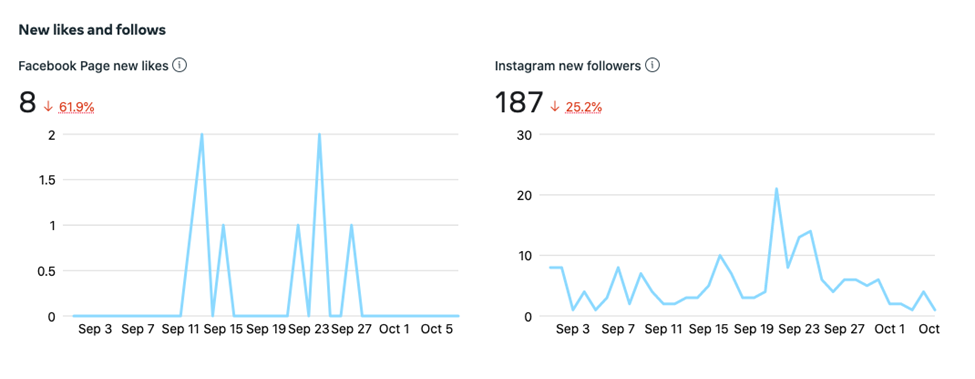 New likes and follows
Facebook Page new likes
8 ↓ 61.9%
2
1.5
1
0.5
0
Sep 3 Sep 7 Sep 11 Sep 15 Sep 19 Sep 23 Sep 27 Oct 1 Oct 5
Instagram new followers
187 ↓ 25.2%
30
20
10
0
Sep 3 Sep 7 Sep 11 Sep 15 Sep 19 Sep 23 Sep 27 Oct 1 Oct